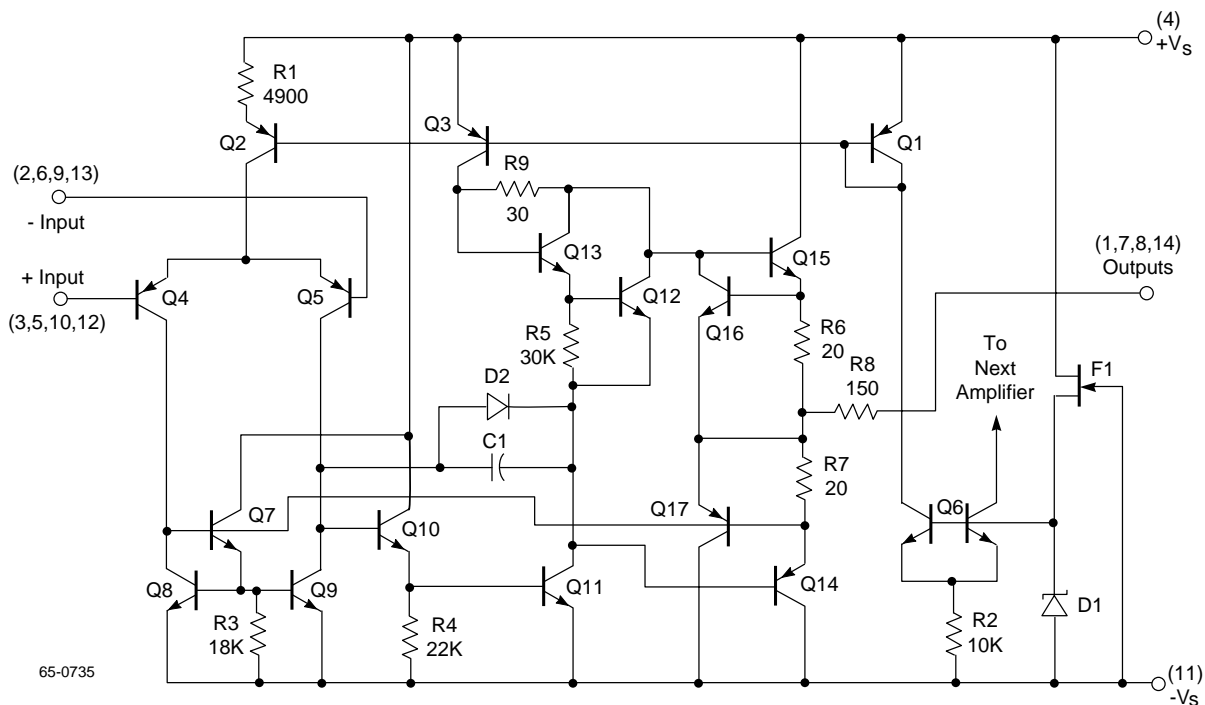 (4)
+Vs
R1
4900
Q2
Q3
Q1
R9
30
(2,6,9,13)
- Input
Q13
Q15
(1,7,8,14)
Outputs
+ Input
Q4
Q5
Q12
(3,5,10,12)
Q16
R5
30K
R6
20
R8
150
To
Next
Amplifier
F1
D2
C1
R7
20
Q7
Q10
Q17
Q6
Q8
Q9
Q11
Q14
D1
R3
18K
R4
22K
R2
10K
65-0735
(11)
-Vs